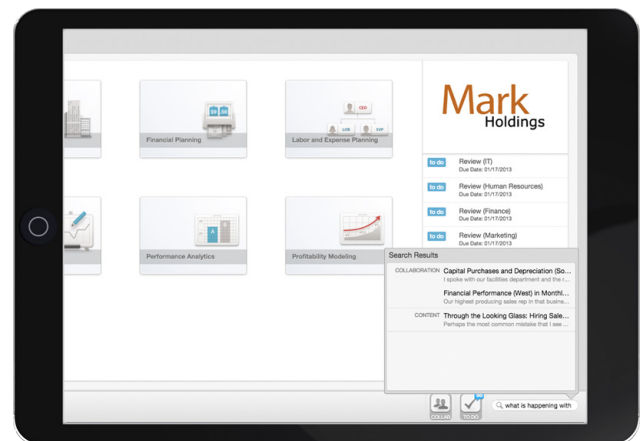 Mark
Holdings
CEO
LOB
SVP
Financial Planning
Labor and Expense Planning
Performance Analytics
Profitability Modeling
to do Review (IT)
Due Date: 01/17/2013
to do Review (Human Resources)
Due Date: 01/17/2013
to do Review (Finance)
Due Date: 01/17/2013
to do Review (Marketing)
Due Date: 01/17/2013
Search Results
COLLABORATION Capital Purchases and Depreciation (So...
I spoke with our facilities department and the r...
Financial Performance (West) in Monthl...
Our highest producing sales rep in that busine...
CONTENT Through the Looking Glass: Hiring Sale...
Perhaps the most common mistake that I see ...
COLLAB
TO DO
what is happening with